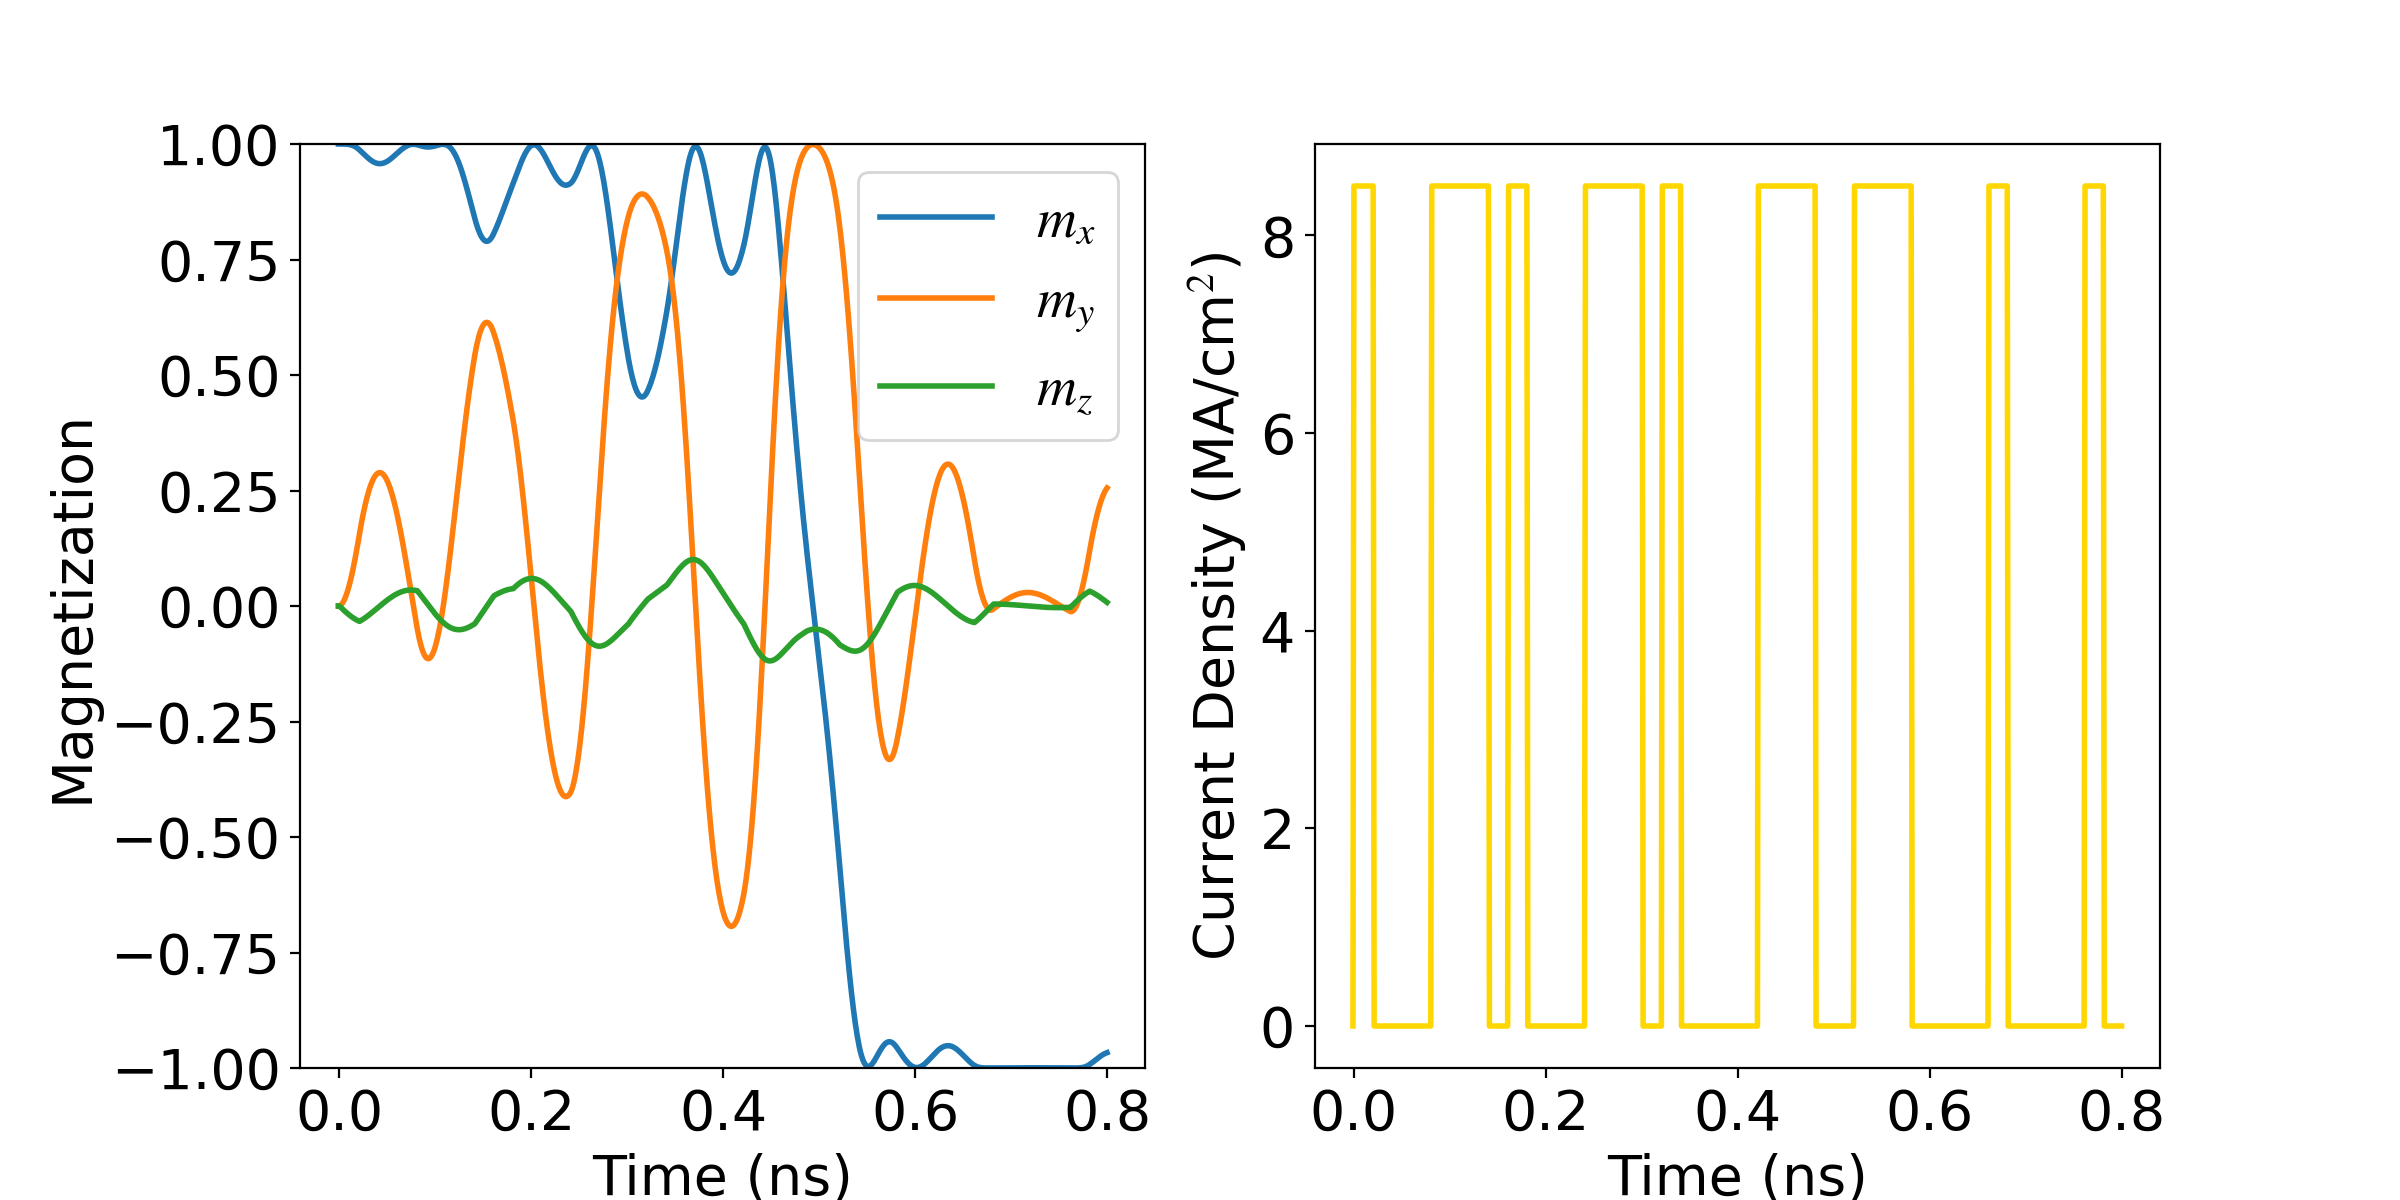 Magnetization
1.00
0.75
0.50
0.25
0.00
−0.25
−0.50
−0.75
−1.00
0.0 0.2 0.4 0.6 0.8
Time (ns)
m_x
m_y
m_z
Current Density (MA/cm²)
8
6
4
2
0
0.0 0.2 0.4 0.6 0.8
Time (ns)